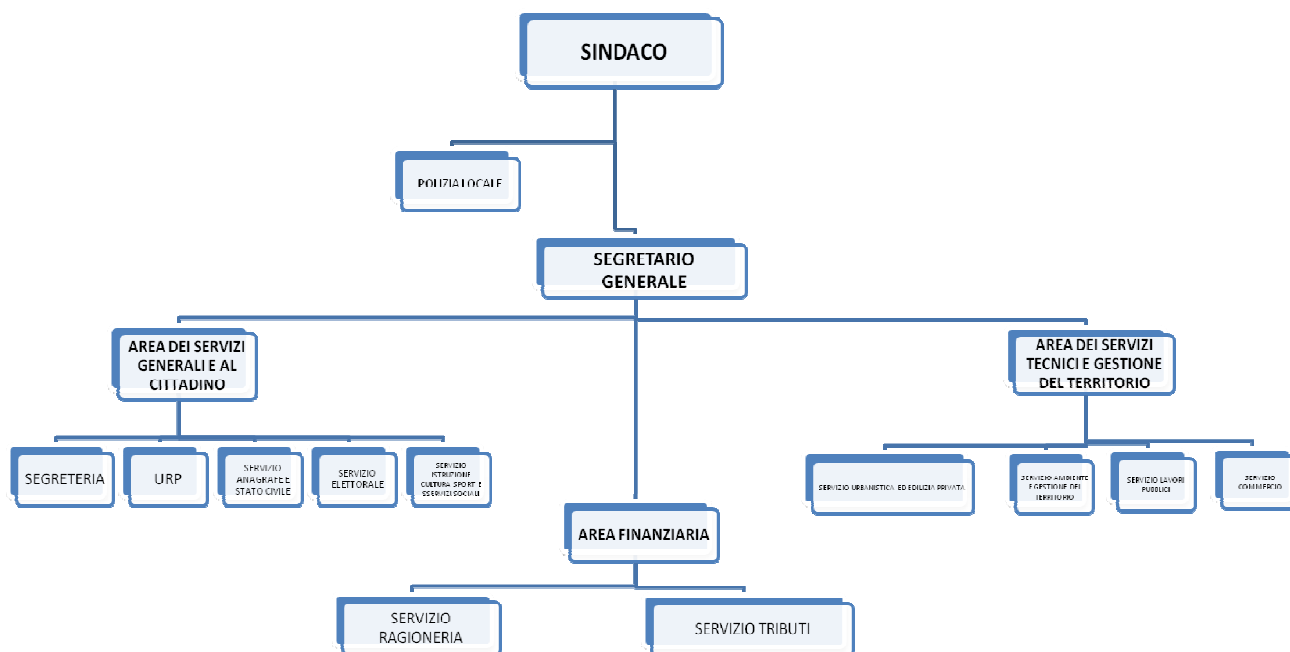 SINDACO
POLIZIA LOCALE
SEGRETARIO
GENERALE
AREA DEI SERVIZI
GENERALI E AL
CITTADINO
AREA DEI SERVIZI
TECNICI E GESTIONE
DEL TERRITORIO
SEGRETERIA
URP
SERVIZIO
ANAGRAFE E
STATO CIVILE
SERVIZIO
ELETTORALE
SERVIZIO
ISTRUZIONE
CULTURA SPORT E
SSERVIZI SOCIALI
SERVIZIO URBANISTICA ED EDILIZIA PRIVATA
SERVIZIO AMBIENTE
E GESTIONE DEL
TERRITORIO
SERVIZIO LAVORI
PUBBLICI
SERVIZIO
COMMERCIO
AREA FINANZIARIA
SERVIZIO
RAGIONERIA
SERVIZIO TRIBUTI